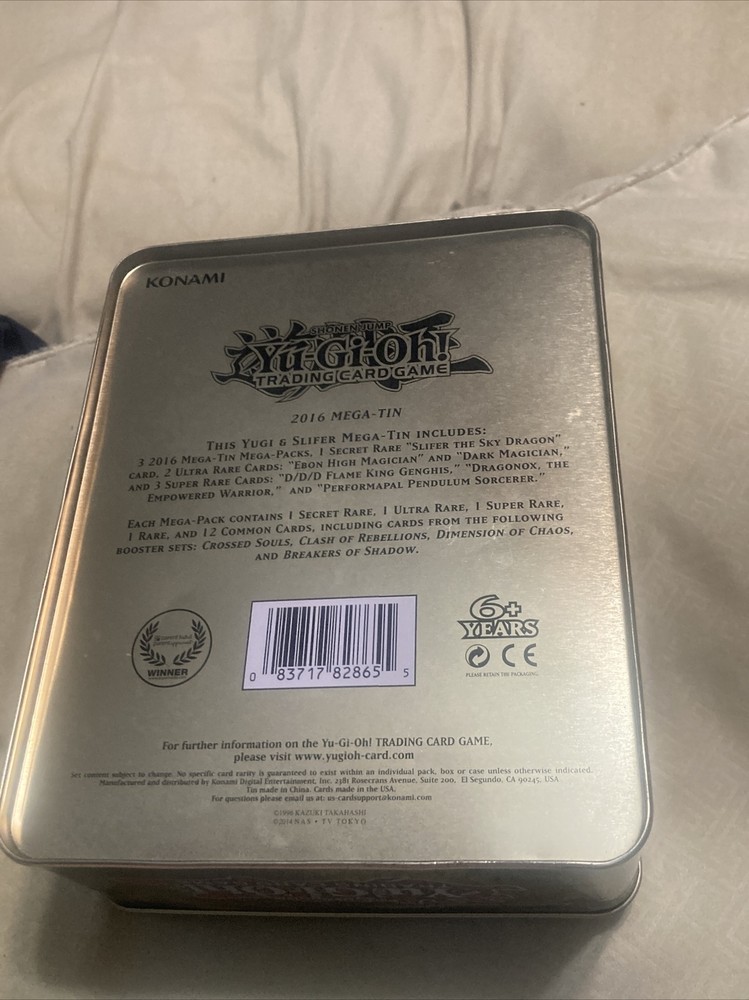 KONAMI
SHONEN JUMP
Yu-Gi-Oh!
TRADING CARD GAME
2016 MEGA-TIN
THIS YUGI & SLIFER MEGA-TIN INCLUDES:
3 2016 MEGA-TIN MEGA-PACKS, 1 SECRET RARE "SLIFER THE SKY DRAGON"
CARD, 2 ULTRA RARE CARDS: "EBON HIGH MAGICIAN" AND "DARK MAGICIAN,"
AND 3 SUPER RARE CARDS: "D/D/D FLAME KING GENGHIS," "DRAGONOX, THE
EMPOWERED WARRIOR," AND "PERFORMAPAL PENDULUM SORCERER."
EACH MEGA-PACK CONTAINS 1 SECRET RARE, 1 ULTRA RARE, 1 SUPER RARE,
1 RARE, AND 12 COMMON CARDS, INCLUDING CARDS FROM THE FOLLOWING
BOOSTER SETS: CROSSED SOULS, CLASH OF REBELLIONS, DIMENSION OF CHAOS,
AND BREAKERS OF SHADOW.
WINNER
0 83717 82865 5
6+
YEARS
CE
PLEASE RETAIN THE PACKAGING.
For further information on the Yu-Gi-Oh! TRADING CARD GAME,
please visit www.yugioh-card.com
Set content subject to change. No specific card rarity is guaranteed to exist within an individual pack, box or case unless otherwise indicated.
Manufactured and distributed by Konami Digital Entertainment, Inc. 2381 Rosecrans Avenue, Suite 200, El Segundo, CA 90245, USA
Tin made in China. Cards made in the USA.
For questions please email us at: us-cardsupport@konami.com
©1996 KAZUKI TAKAHASHI
©2014 NAS • TV TOKYO